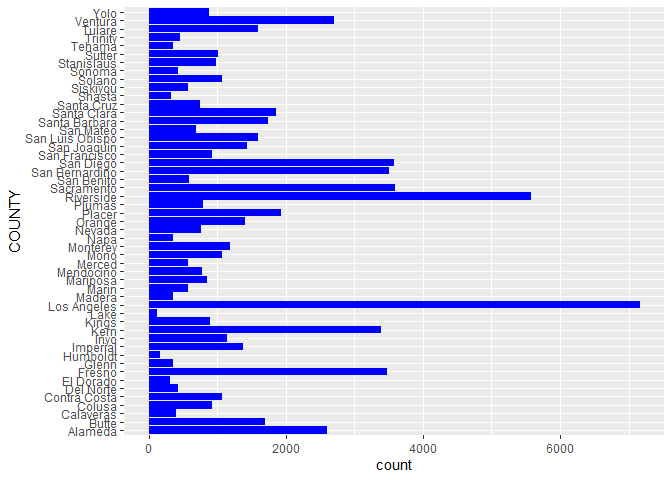 Yolo
Ventura
Tulare
Trinity
Tehama
Sutter
Stanislaus
Sonoma
Solano
Siskiyou
Shasta
Santa Cruz
Santa Clara
Santa Barbara
San Mateo
San Luis Obispo
San Joaquin
San Francisco
San Diego
San Bernardino
San Benito
Sacramento
Riverside
Plumas
Placer
Orange
Nevada
Napa
Monterey
Mono
Merced
Mendocino
Mariposa
Marin
Madera
Los Angeles
Lake
Kings
Kern
Inyo
Imperial
Humboldt
Glenn
Fresno
El Dorado
Del Norte
Contra Costa
Colusa
Calaveras
Butte
Alameda
COUNTY
0 2000 4000 6000
count